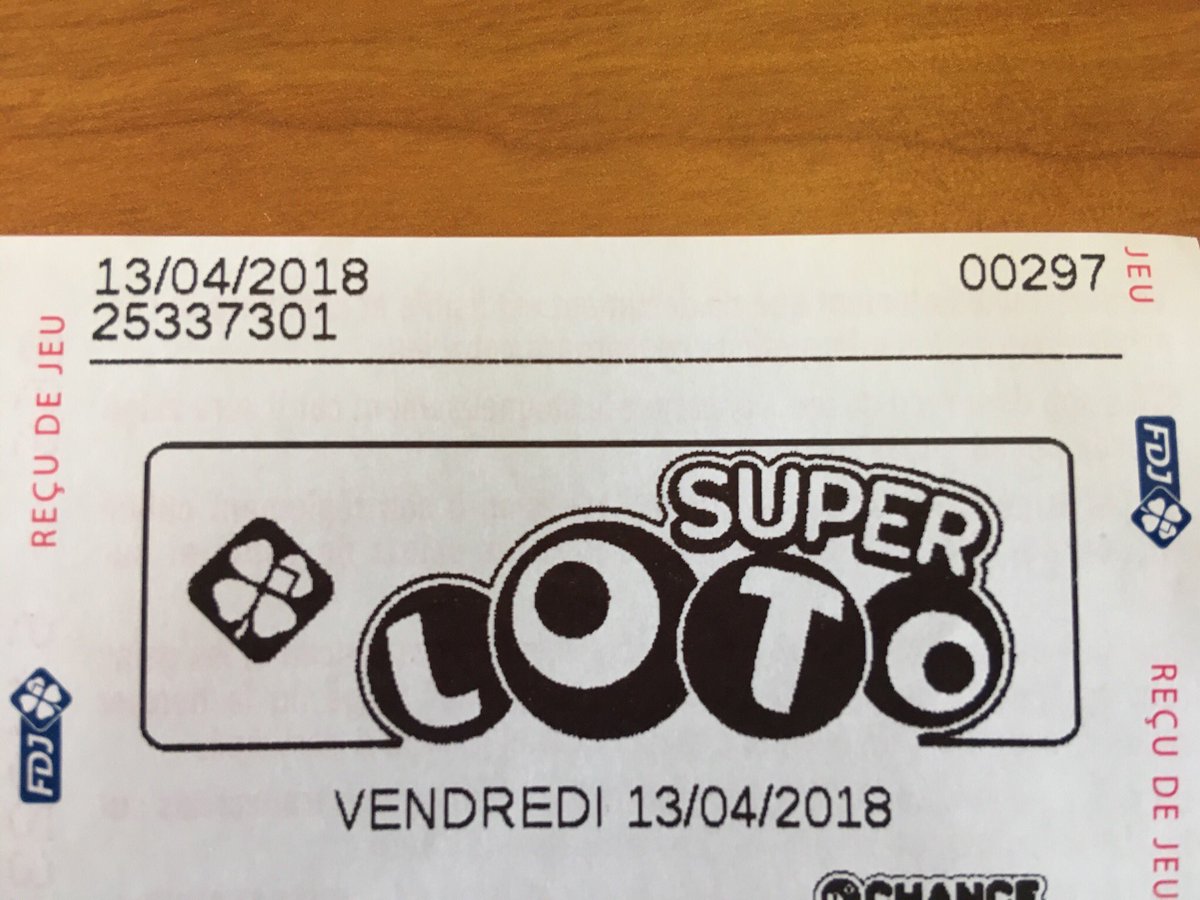 13/04/2018
00297
25337301
JEU
REÇU DE JEU
FDJ
SUPER
LOTO
FDJ
REÇU DE JEU
VENDREDI 13/04/2018
CHANCE